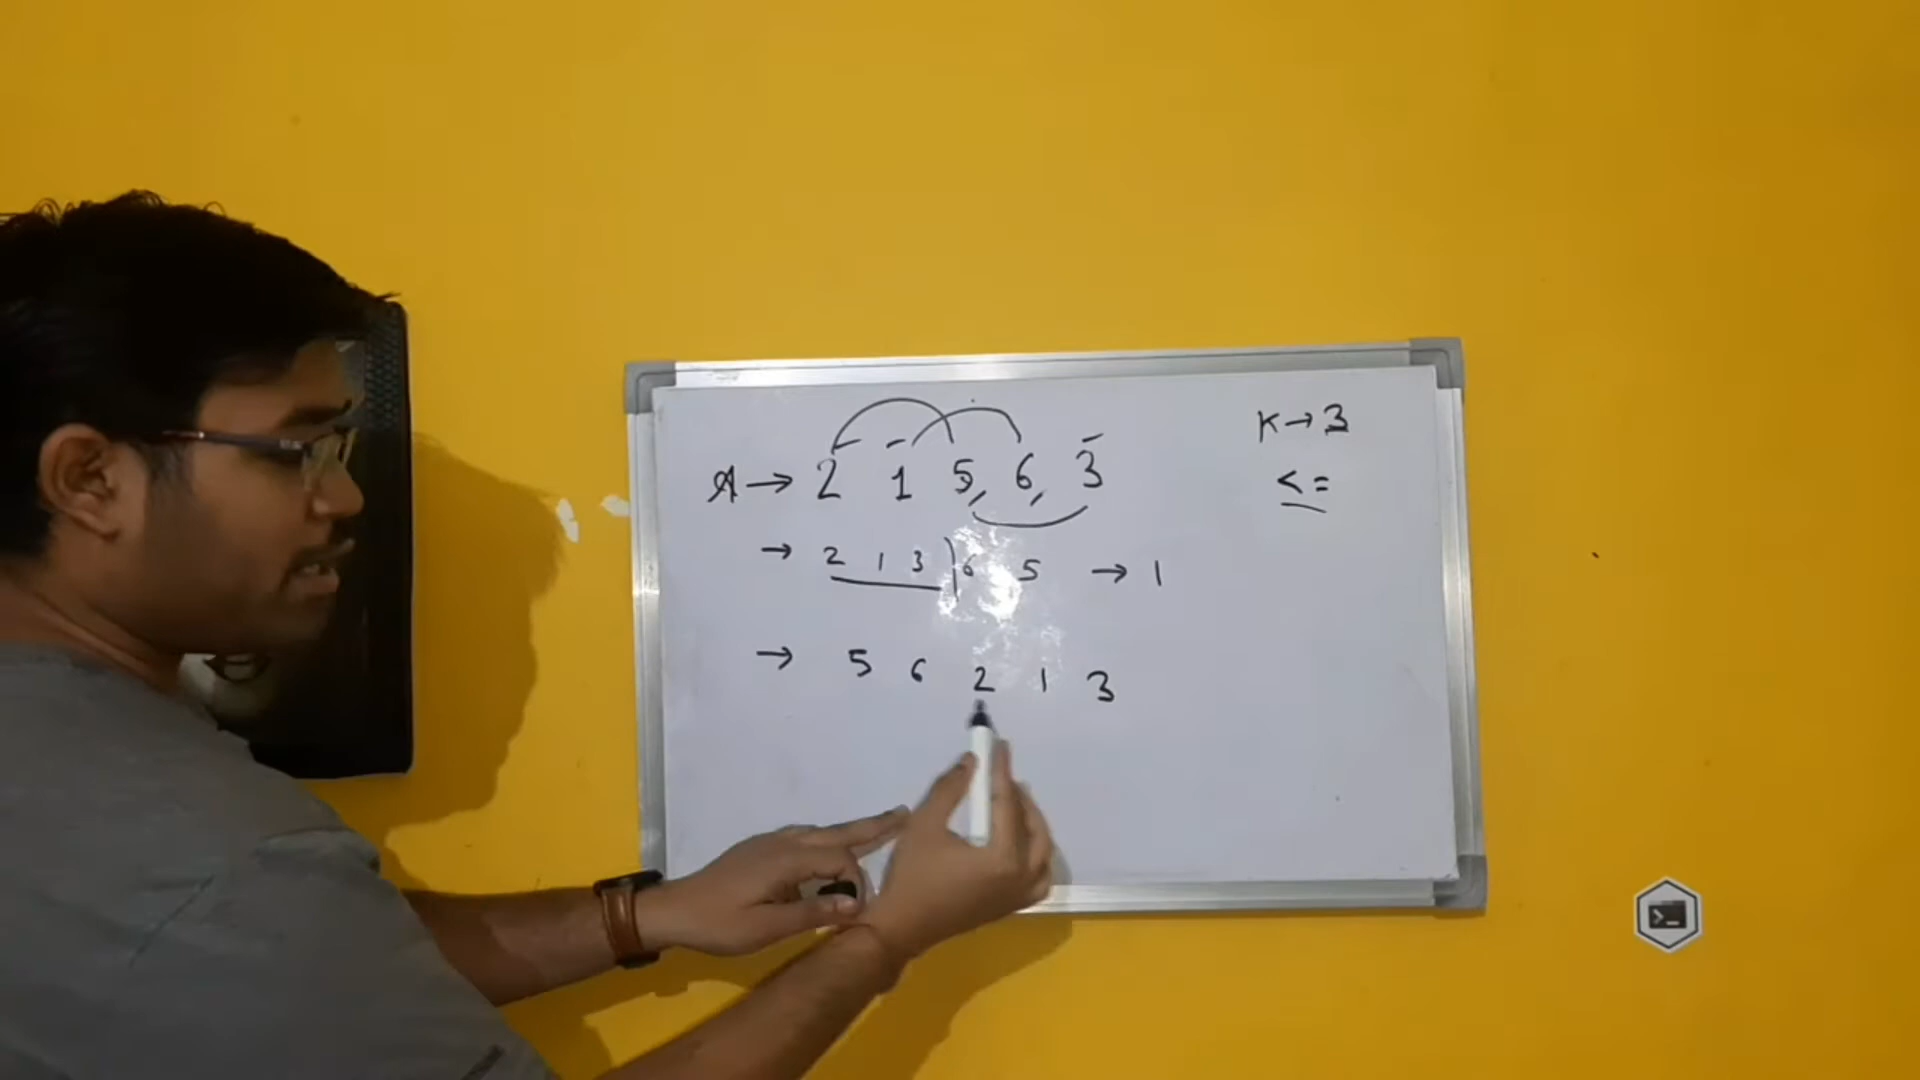 A → 2 1 5, 6, 3
K → 3
<=
→ 2 1 3 ) 6 5 → 1
→ 5 6 2 1 3